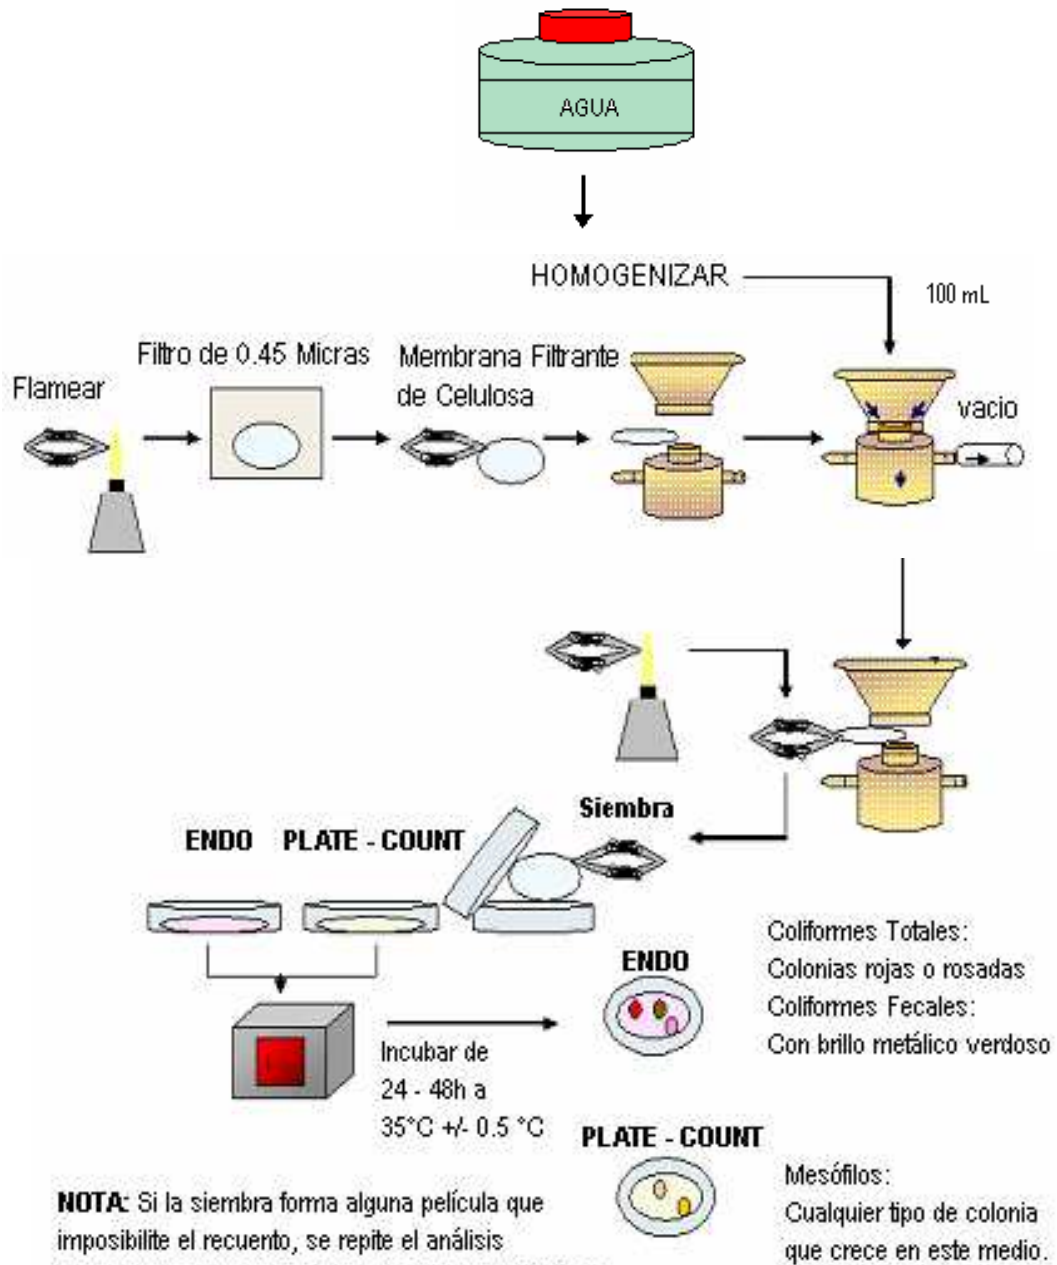 AGUA
HOMOGENIZAR
100 mL
Filtro de 0.45 Micras
Membrana Filtrante
de Celulosa
Flamear
vacio
Siembra
ENDO
PLATE - COUNT
Coliformes Totales:
Colonias rojas o rosadas
Coliformes Fecales:
Con brillo metálico verdoso
ENDO
Incubar de
24 - 48h a
35°C +/- 0.5 °C
PLATE - COUNT
Mesófilos:
Cualquier tipo de colonia
que crece en este medio.
NOTA: Si la siembra forma alguna película que
imposibilite el recuento, se repite el análisis